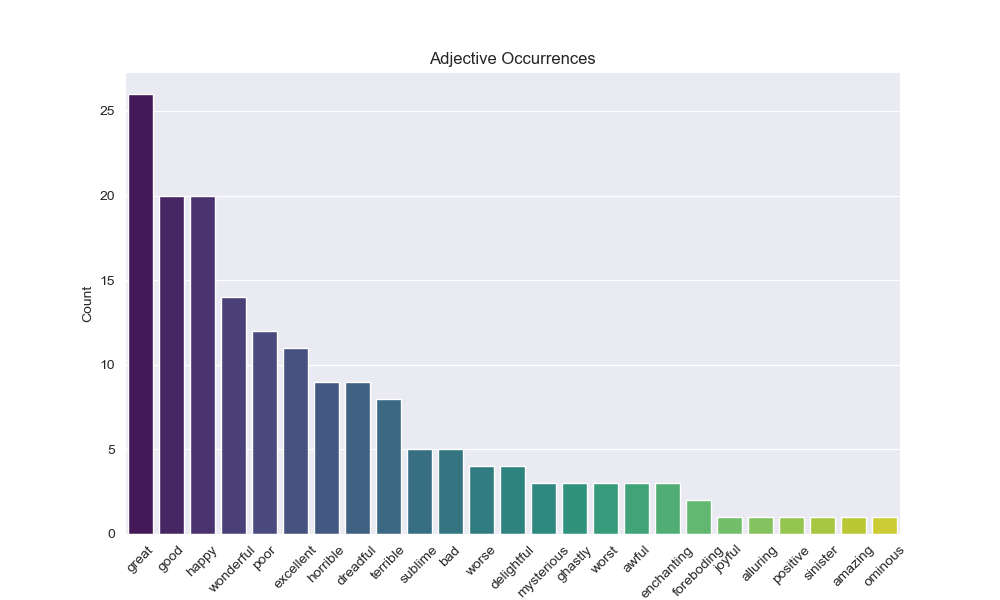 Adjective Occurrences
Count
25
20
15
10
5
0
great
good
happy
wonderful
poor
excellent
horrible
dreadful
terrible
sublime
bad
worse
delightful
mysterious
ghastly
worst
awful
enchanting
foreboding
joyful
alluring
positive
sinister
amazing
ominous